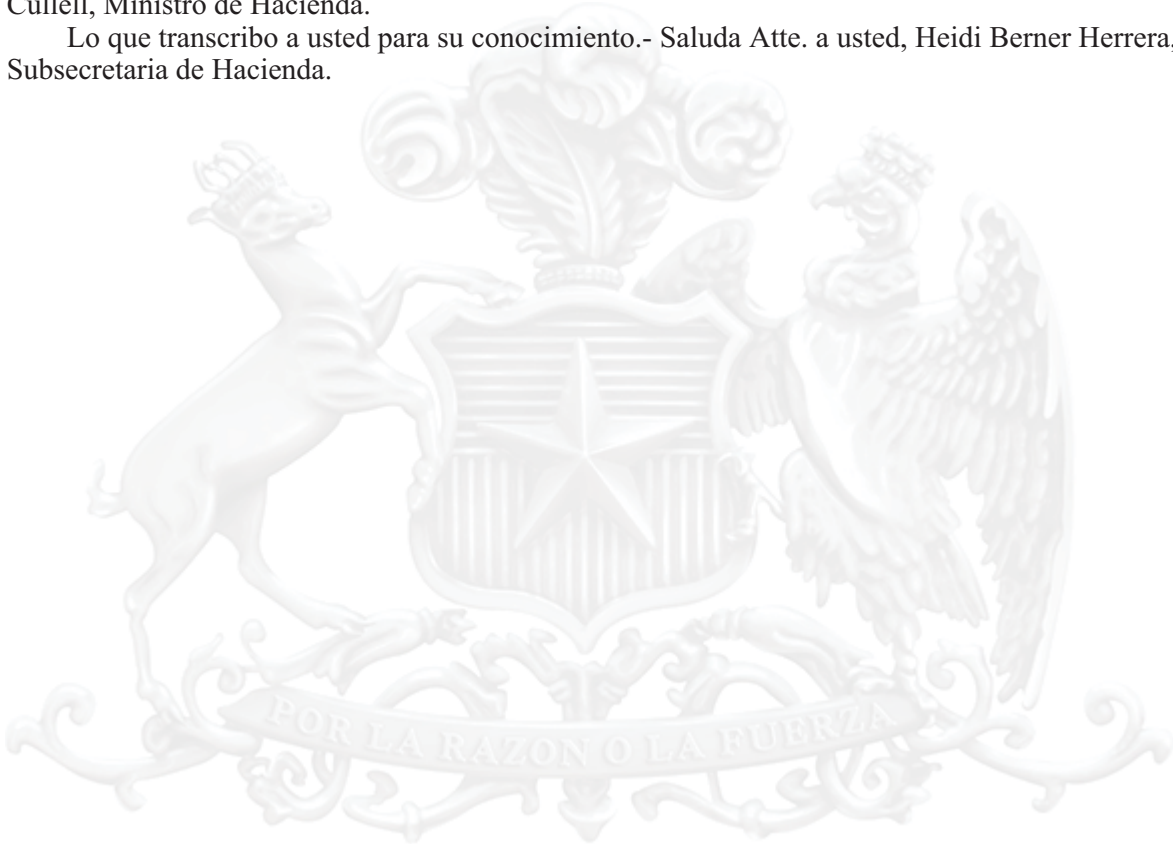 Cullell, Ministro de Hacienda.
Lo que transcribo a usted para su conocimiento.- Saluda Atte. a usted, Heidi Berner Herrera,
Subsecretaria de Hacienda.
POR LA RAZON O LA FUERZA